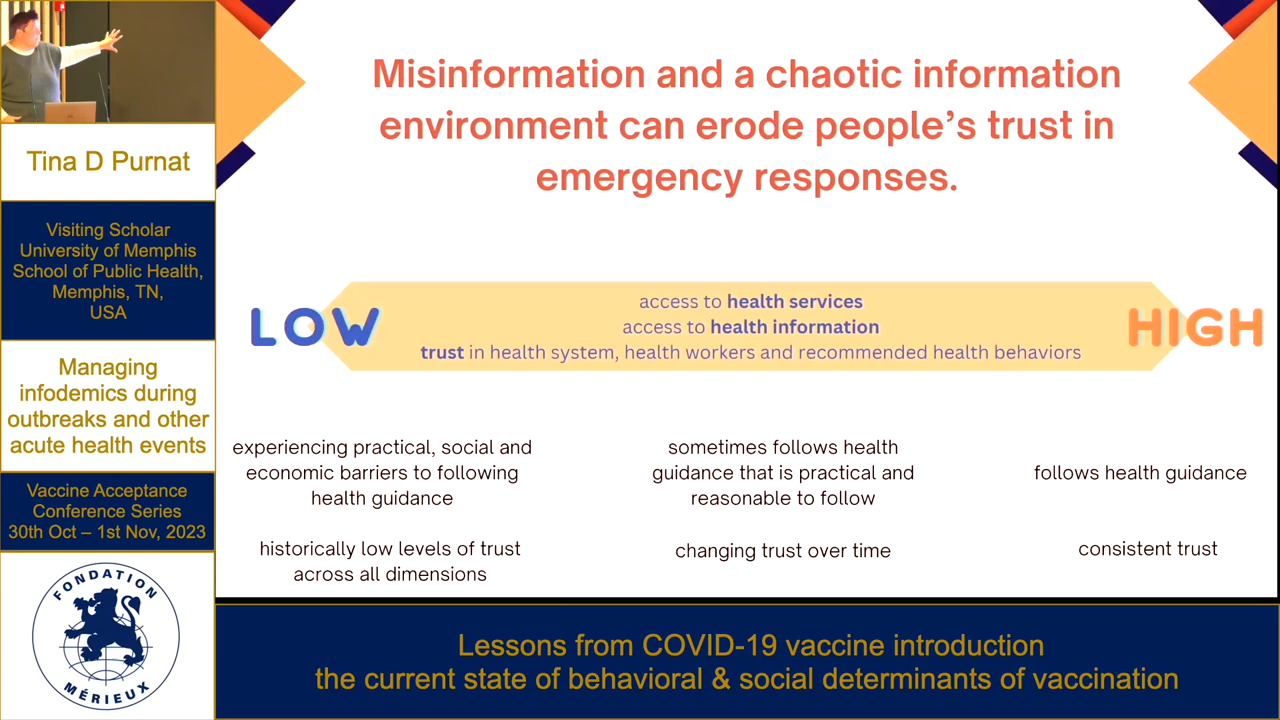 Tina D Purnat
Visiting Scholar
University of Memphis
School of Public Health,
Memphis, TN,
USA
Managing
infodemics during
outbreaks and other
acute health events
Vaccine Acceptance
Conference Series
30th Oct – 1st Nov, 2023
FONDATION
MÉRIEUX
Misinformation and a chaotic information
environment can erode people's trust in
emergency responses.
LOW
access to health services
access to health information
trust in health system, health workers and recommended health behaviors
HIGH
experiencing practical, social and
economic barriers to following
health guidance
historically low levels of trust
across all dimensions
sometimes follows health
guidance that is practical and
reasonable to follow
changing trust over time
follows health guidance
consistent trust
Lessons from COVID-19 vaccine introduction
the current state of behavioral & social determinants of vaccination